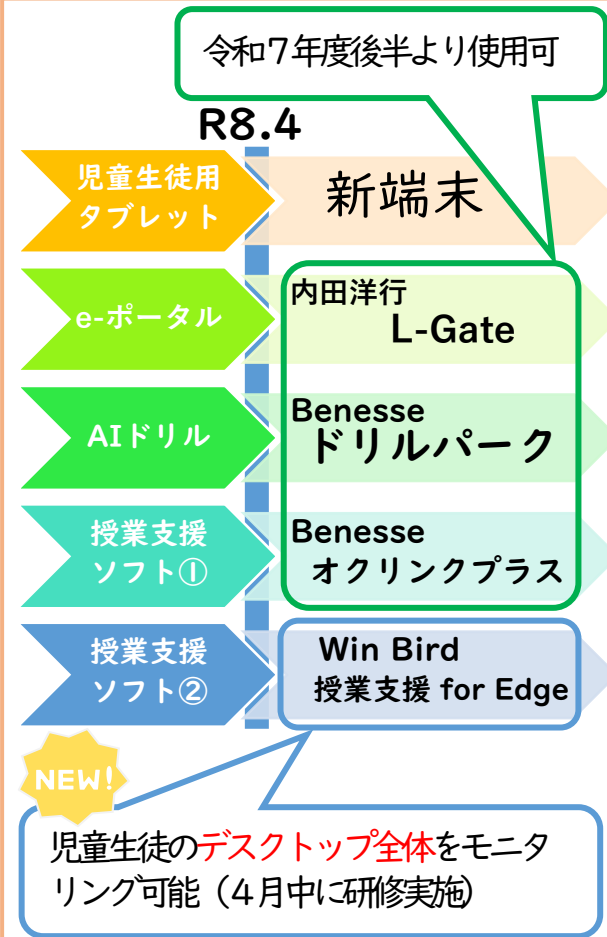 令和７年度後半より使用可
R8.4
児童生徒用
タブレット
新端末
e-ポータル
内田洋行
L-Gate
AIドリル
Benesse
ドリルパーク
授業支援
ソフト①
Benesse
オクリンクプラス
授業支援
ソフト②
Win Bird
授業支援 for Edge
NEW!
児童生徒のデスクトップ全体をモニタ
リング可能（４月中に研修実施）